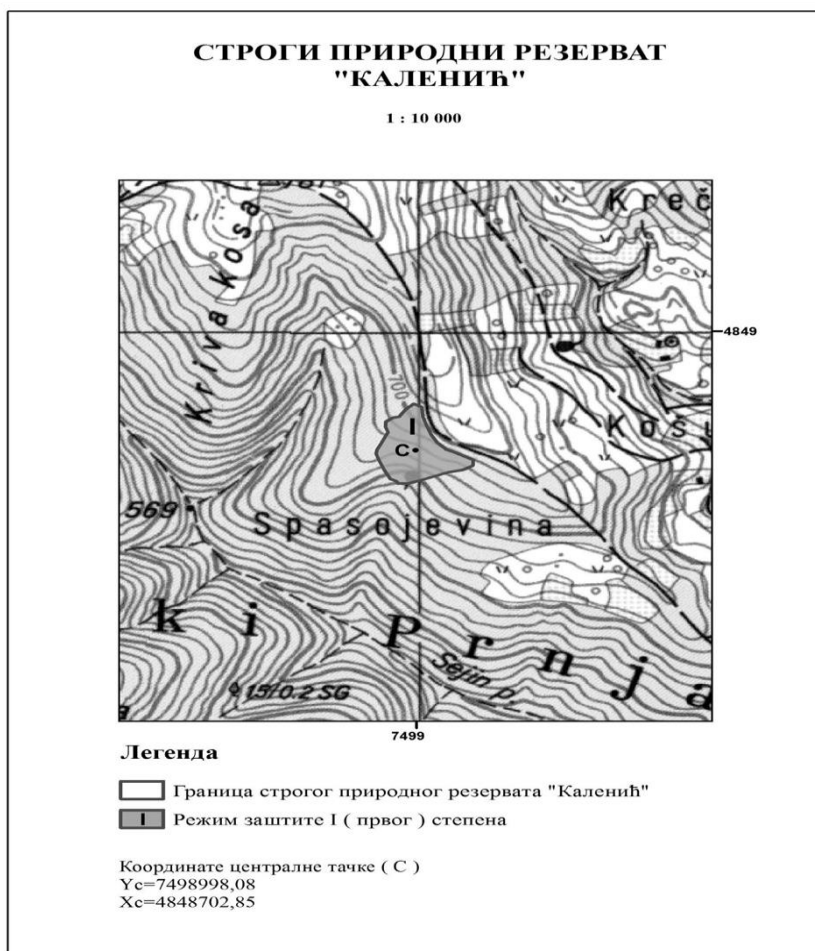 СТРОГИ ПРИРОДНИ РЕЗЕРВАТ
"КАЛЕНИЋ"
1 : 10 000
Kreč
Kriva Kosa
4849
700
I
C
Kosu
569
Spasojevina
ki Prnja
Sejin p.
15/0.2 SG
7499
Легенда
Граница строгог природног резервата "Каленић"
I Режим заштите I ( првог ) степена
Координате централне тачке ( C )
Yc=7498998,08
Xc=4848702,85